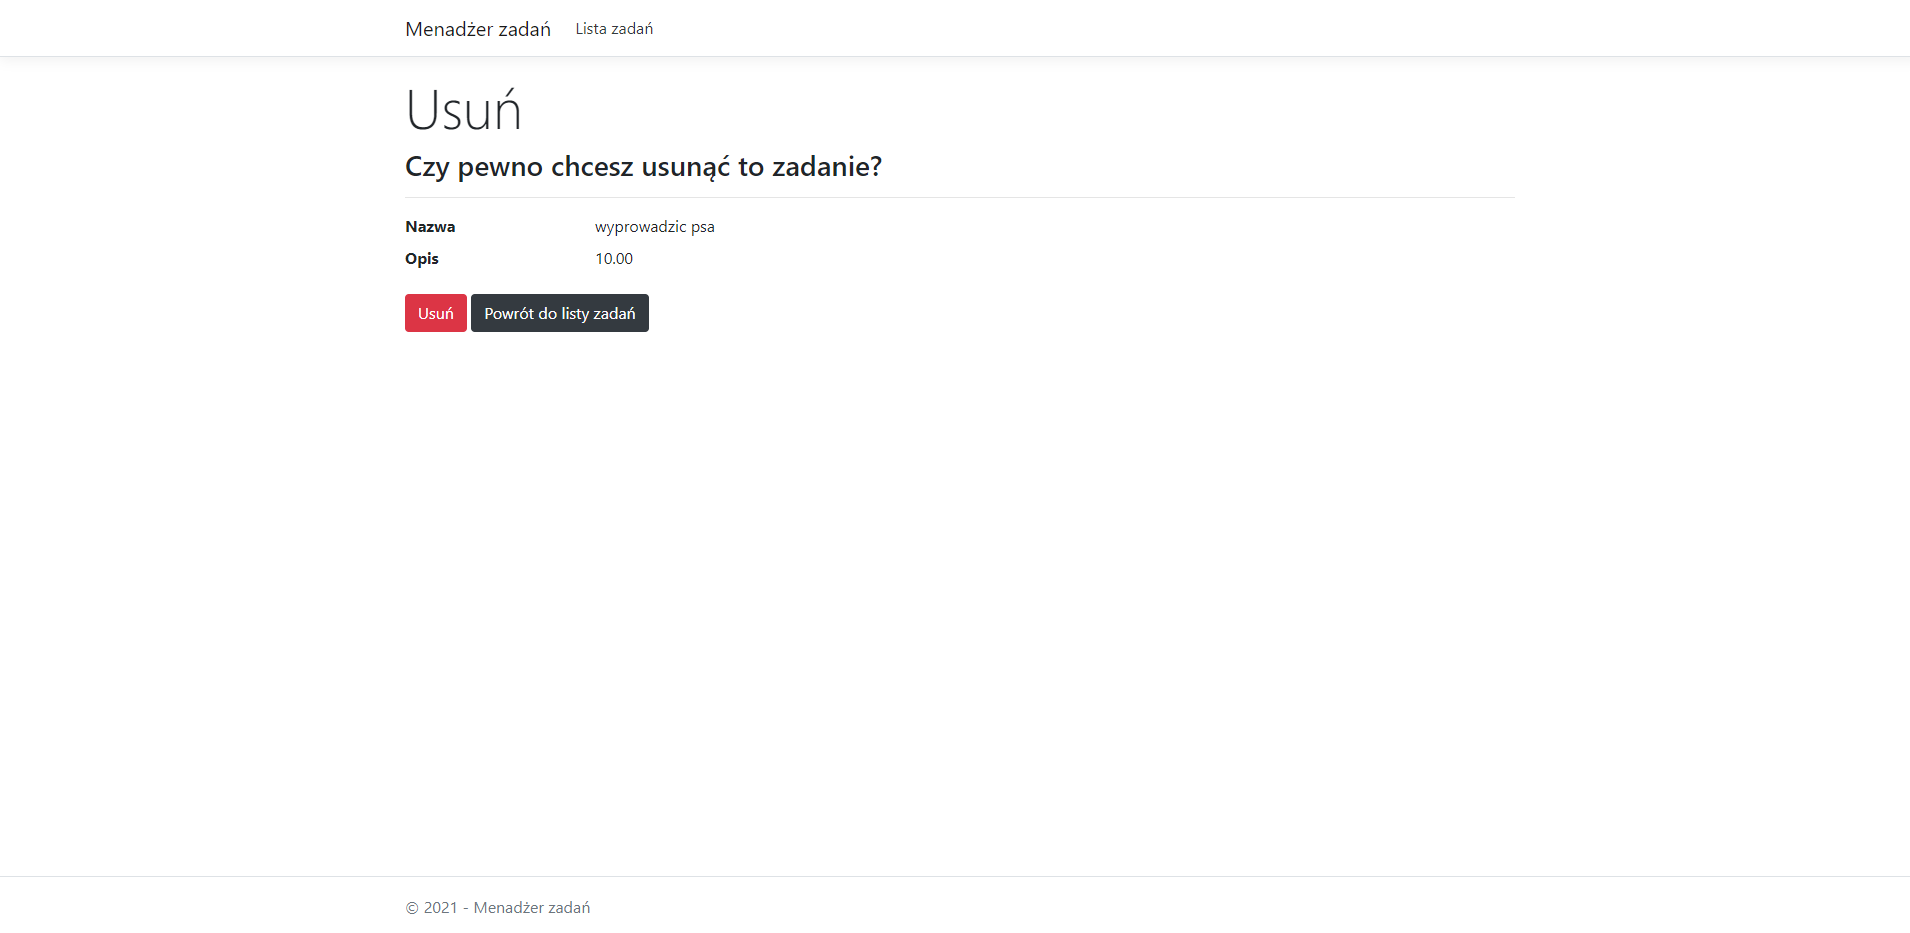 Menadżer zadań Lista zadań
Usuń
Czy pewno chcesz usunąć to zadanie?
Nazwa wyprowadzic psa
Opis 10.00
Usuń Powrót do listy zadań
© 2021 - Menadżer zadań